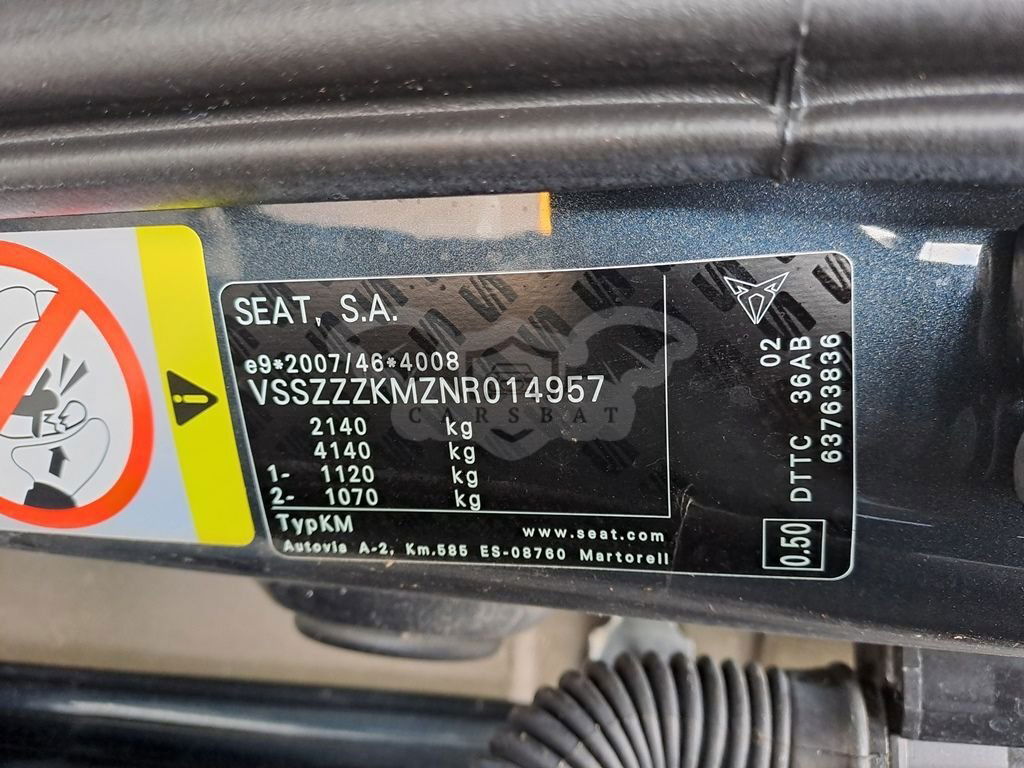 SEAT, S.A.
e9*2007/46*4008
VSSZZZKMZNR014957
2140 kg
4140 kg
1- 1120 kg
2- 1070 kg
TypKM
www.seat.com
Autovia A-2, Km.585 ES-08760 Martorell
02
0.50 DTTC 36AB
63763836
CARSBAT